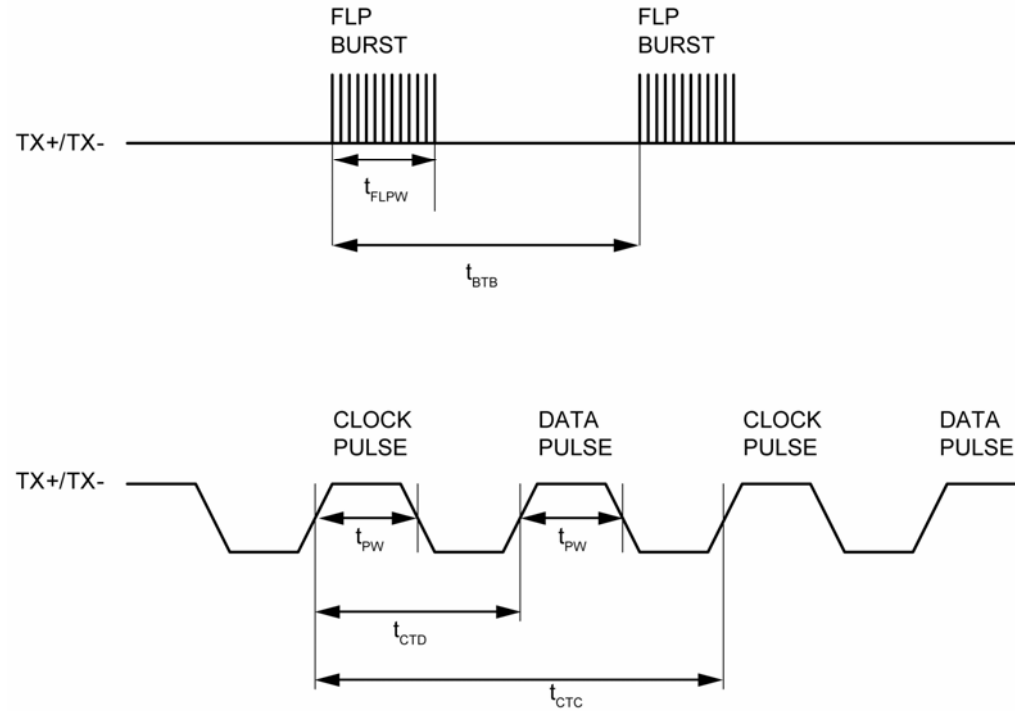 FLP
BURST
FLP
BURST
TX+/TX-
tFLPW
tBTB
CLOCK
PULSE
DATA
PULSE
CLOCK
PULSE
DATA
PULSE
TX+/TX-
tPW
tPW
tCTD
tCTC